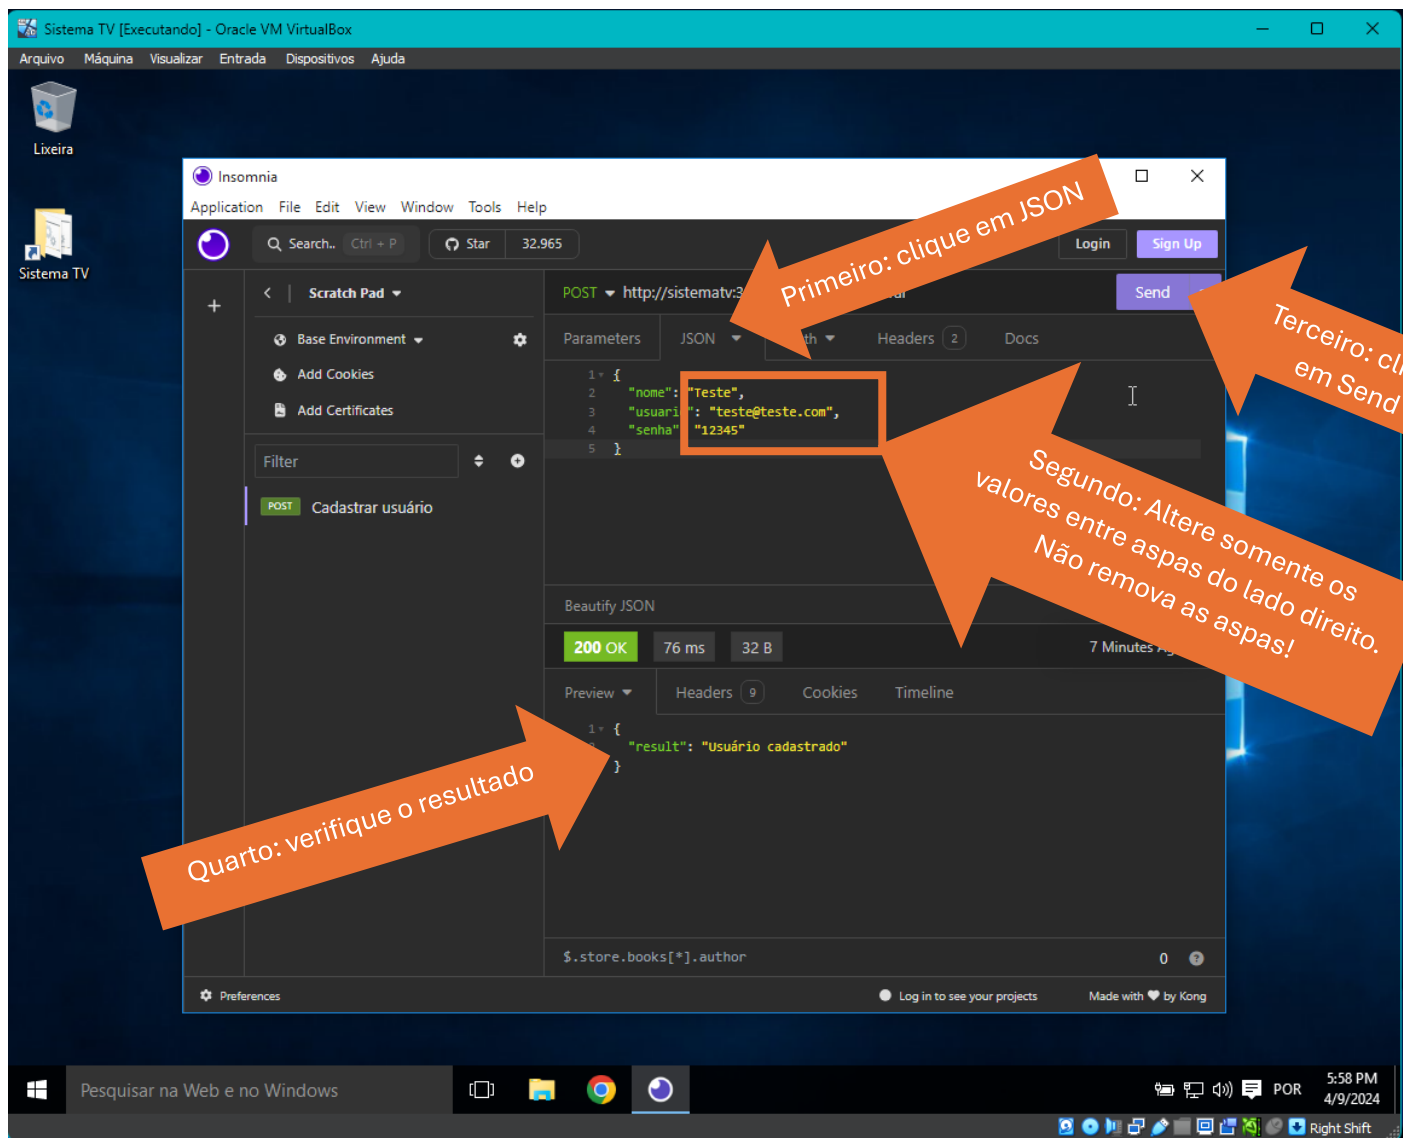 Sistema TV [Executando] - Oracle VM VirtualBox
Arquivo Máquina Visualizar Entrada Dispositivos Ajuda
Lixeira
Sistema TV
Insomnia
Application File Edit View Window Tools Help
Search.. Ctrl + P Star 32.965 Login Sign Up
Scratch Pad
POST http://sistematv:3
Send
Base Environment
Add Cookies
Add Certificates
Filter
POST Cadastrar usuário
Parameters JSON Headers 2 Docs
1 {
2 "nome": "Teste",
3 "usuari ": "teste@teste.com",
4 "senha" "12345"
5 }
Beautify JSON
200 OK 76 ms 32 B 7 Minutes
Preview Headers 9 Cookies Timeline
1 {
"result": "Usuário cadastrado"
}
$.store.books[*].author 0 ?
Preferences Log in to see your projects Made with ♥ by Kong
Primeiro: clique em JSON
Segundo: Altere somente os
valores entre aspas do lado direito.
Não remova as aspas!
Terceiro:
em Send
Quarto: verifique o resultado
Pesquisar na Web e no Windows
POR 5:58 PM
4/9/2024
Right Shift